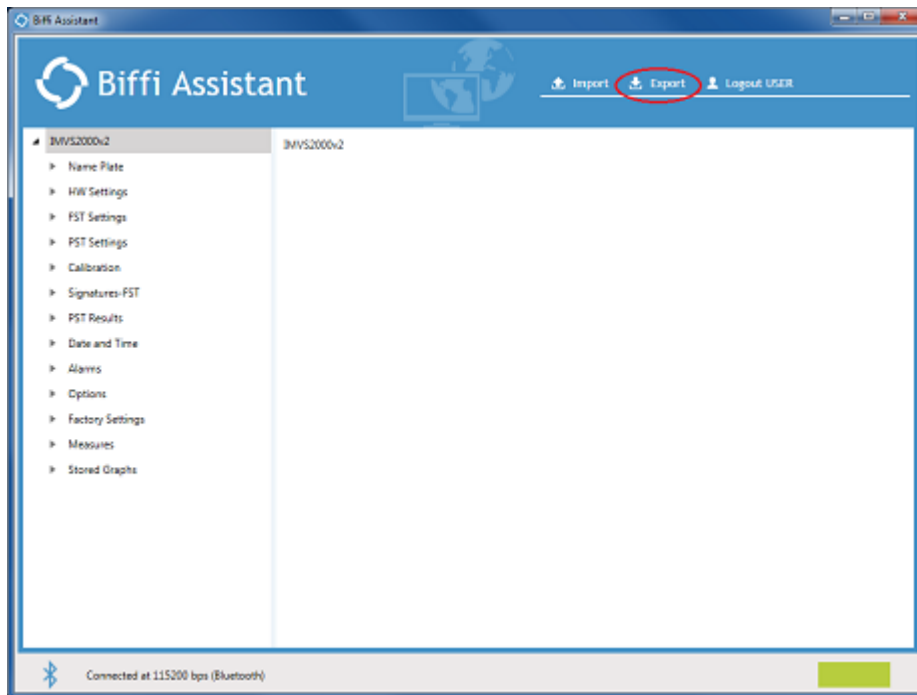 Biffi Assistant
Biffi Assistant
Import Export Logout USER
IMVS2000v2
IMVS2000v2
Name Plate
HW Settings
FST Settings
PST Settings
Calibration
Signatures-FST
PST Results
Date and Time
Alarms
Options
Factory Settings
Measures
Stored Graphs
Connected at 115200 bps (Bluetooth)